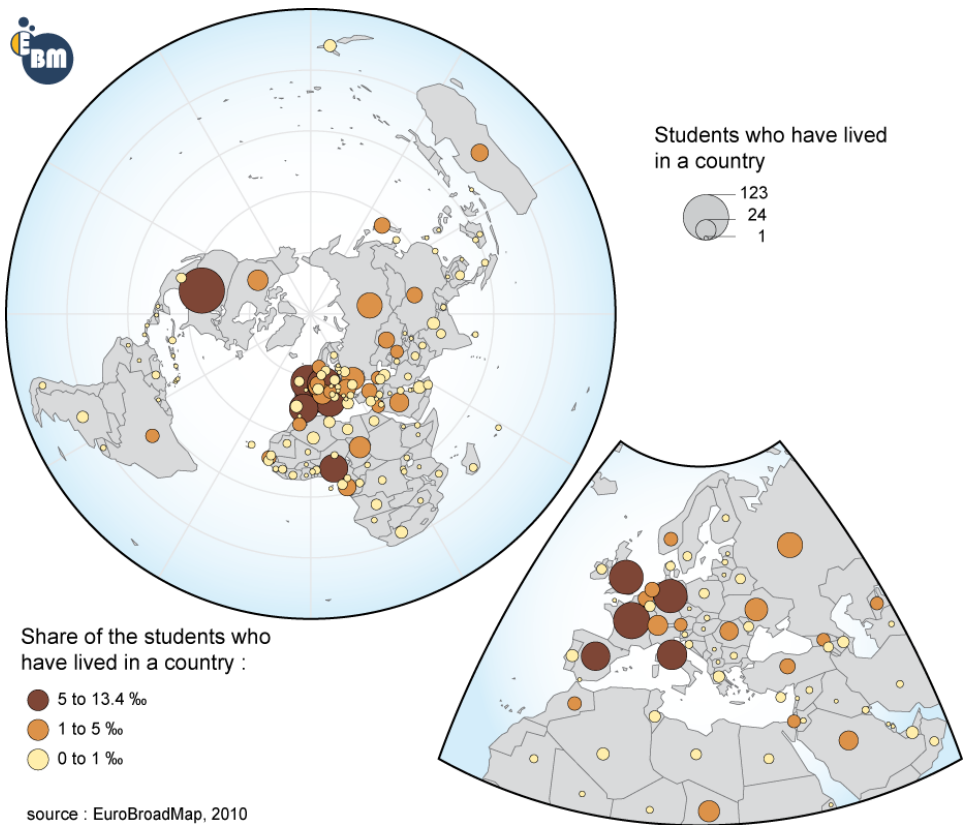 E
BM
Students who have lived
in a country
123
24
1
Share of the students who
have lived in a country :
5 to 13.4 ‰
1 to 5 ‰
0 to 1 ‰
source : EuroBroadMap, 2010